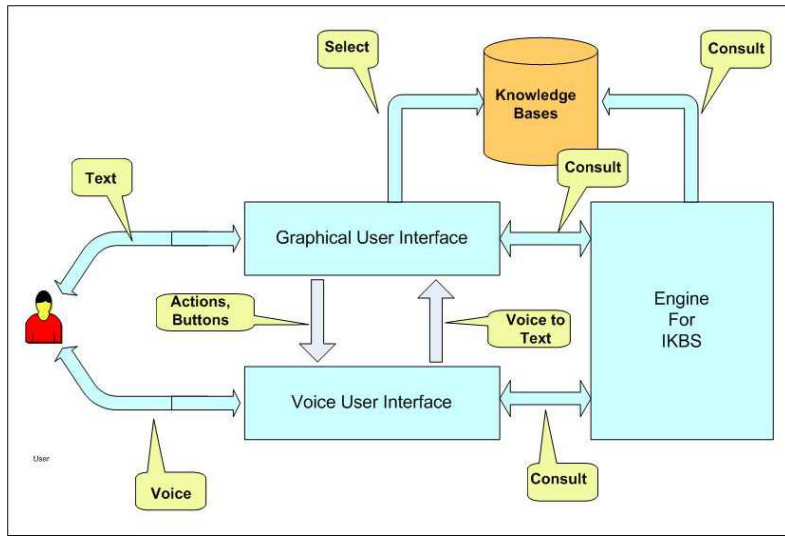 Select
Consult
Knowledge
Bases
Text
Consult
Graphical User Interface
Actions,
Buttons
Voice to
Text
Engine
For
IKBS
Voice User Interface
User
Voice
Consult